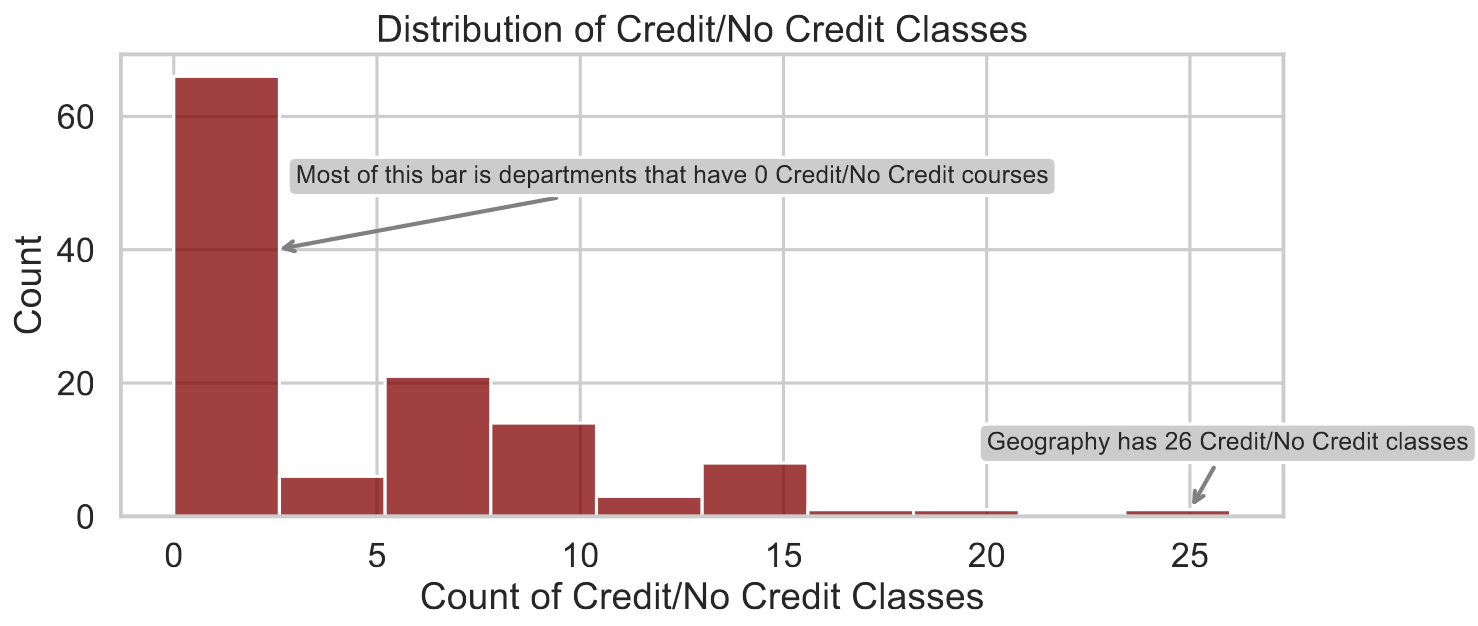 Distribution of Credit/No Credit Classes
60
Most of this bar is departments that have 0 Credit/No Credit courses
40
Count
20
Geography has 26 Credit/No Credit classes
0
0 5 10 15 20 25
Count of Credit/No Credit Classes